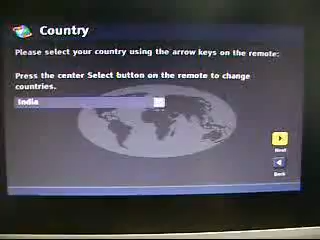 Country
Please select your country using the arrow keys on the remote:
Press the center Select button on the remote to change
countries.
India
Next
Back